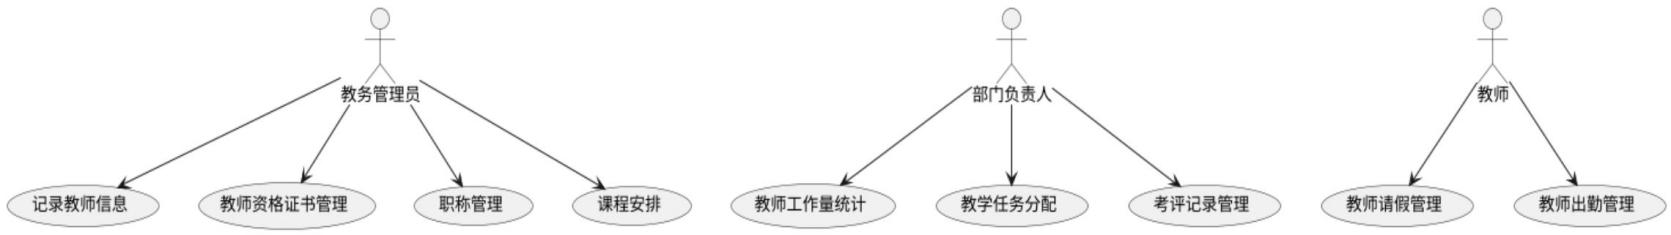 教务管理员
部门负责人
教师
记录教师信息
教师资格证书管理
职称管理
课程安排
教师工作量统计
教学任务分配
考评记录管理
教师请假管理
教师出勤管理